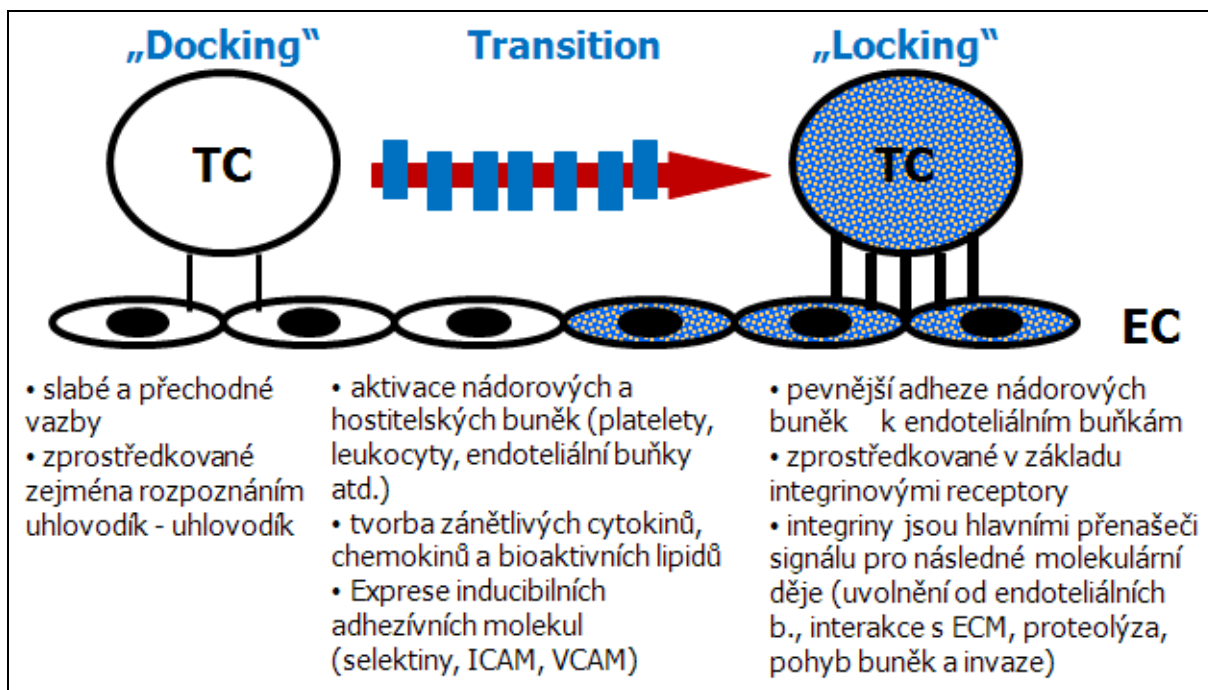 „Docking“ Transition „Locking“
TC
TC
EC
• slabé a přechodné
vazby
• zprostředkované
zejména rozpoznáním
uhlovodík - uhlovodík
• aktivace nádorových a
hostitelských buněk (platelety,
leukocyty, endoteliální buňky
atd.)
• tvorba zánětlivých cytokinů,
chemokinů a bioaktivních lipidů
• Exprese inducibilních
adhezívních molekul
(selektiny, ICAM, VCAM)
• pevnější adheze nádorových
buněk k endoteliálním buňkám
• zprostředkované v základu
integrinovými receptory
• integriny jsou hlavními přenašeči
signálu pro následné molekulární
děje (uvolnění od endoteliálních
b., interakce s ECM, proteolýza,
pohyb buněk a invaze)